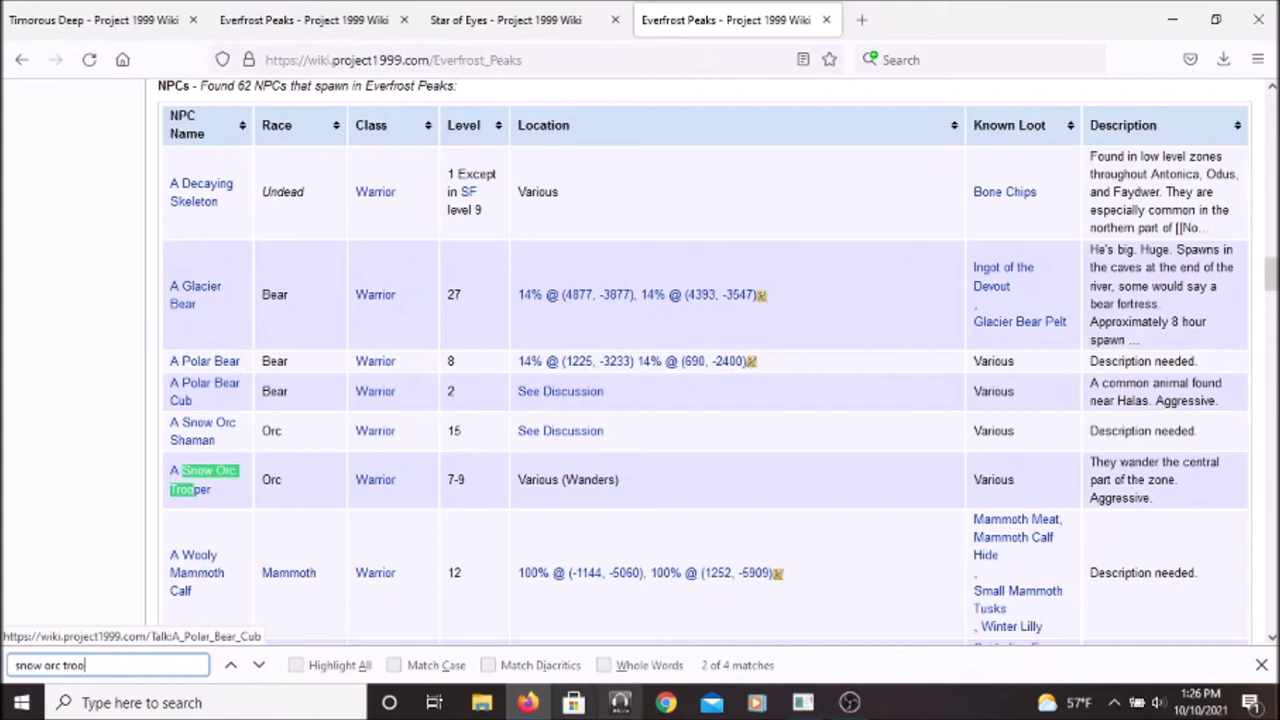 Timorous Deep - Project 1999 Wiki
Everfrost Peaks - Project 1999 Wiki
Star of Eyes - Project 1999 Wiki
Everfrost Peaks - Project 1999 Wiki
https://wiki.project1999.com/Everfrost_Peaks
Search
NPCs - Found 62 NPCs that spawn in Everfrost Peaks:
NPC
Name
Race
Class
Level
Location
Known Loot
Description
A Decaying
Skeleton
Undead
Warrior
1 Except
in SF
level 9
Various
Bone Chips
Found in low level zones
throughout Antonica, Odus,
and Faydwer. They are
especially common in the
northern part of [[No...
A Glacier
Bear
Bear
Warrior
27
14% @ (4877, -3877), 14% @ (4393, -3547)
Ingot of the
Devout
,
Glacier Bear Pelt
He's big. Huge. Spawns in
the caves at the end of the
river, some would say a
bear fortress.
Approximately 8 hour
spawn ...
A Polar Bear
Bear
Warrior
8
14% @ (1225, -3233) 14% @ (690, -2400)
Various
Description needed.
A Polar Bear
Cub
Bear
Warrior
2
See Discussion
Various
A common animal found
near Halas. Aggressive.
A Snow Orc
Shaman
Orc
Warrior
15
See Discussion
Various
Description needed.
A Snow Orc
Trooper
Orc
Warrior
7-9
Various (Wanders)
Various
They wander the central
part of the zone.
Aggressive.
A Wooly
Mammoth
Calf
Mammoth
Warrior
12
100% @ (-1144, -5060), 100% @ (1252, -5909)
Mammoth Meat,
Mammoth Calf
Hide
,
Small Mammoth
Tusks
, Winter Lilly
Description needed.
https://wiki.project1999.com/Talk:A_Polar_Bear_Cub
snow orc troo
Highlight All
Match Case
Match Diacritics
Whole Words
2 of 4 matches
Type here to search
57°F
1:26 PM
10/10/2021
1